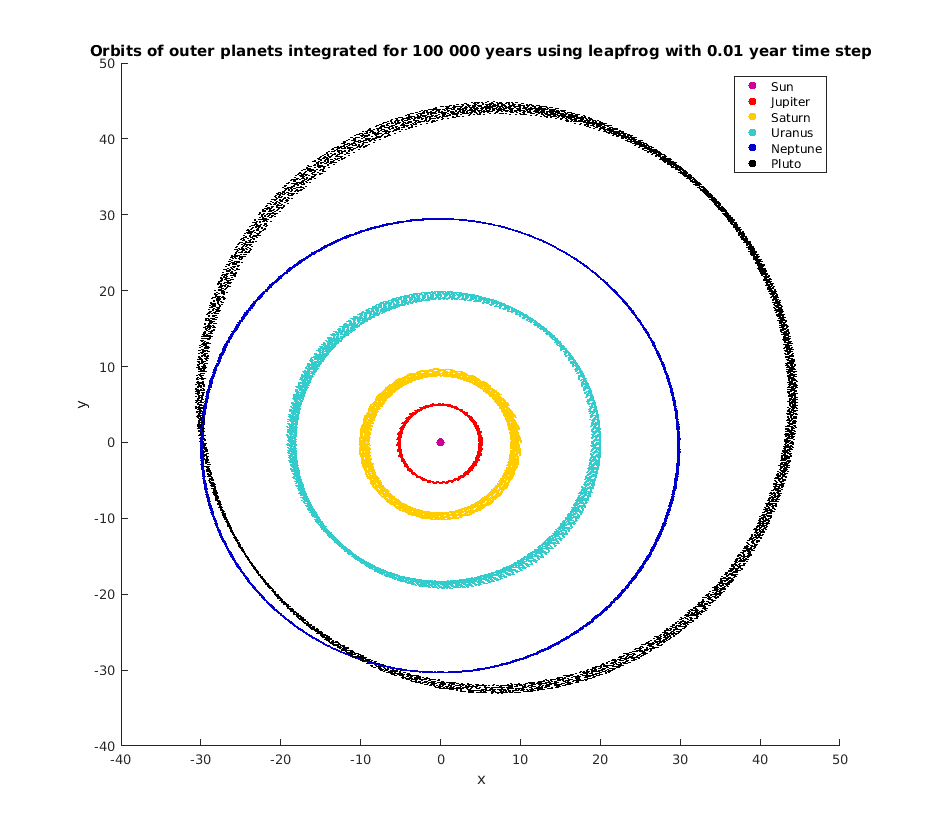 Orbits of outer planets integrated for 100 000 years using leapfrog with 0.01 year time step
50
40
30
20
10
0
-10
-20
-30
-40
y
Sun
Jupiter
Saturn
Uranus
Neptune
Pluto
-40 -30 -20 -10 0 10 20 30 40 50
x